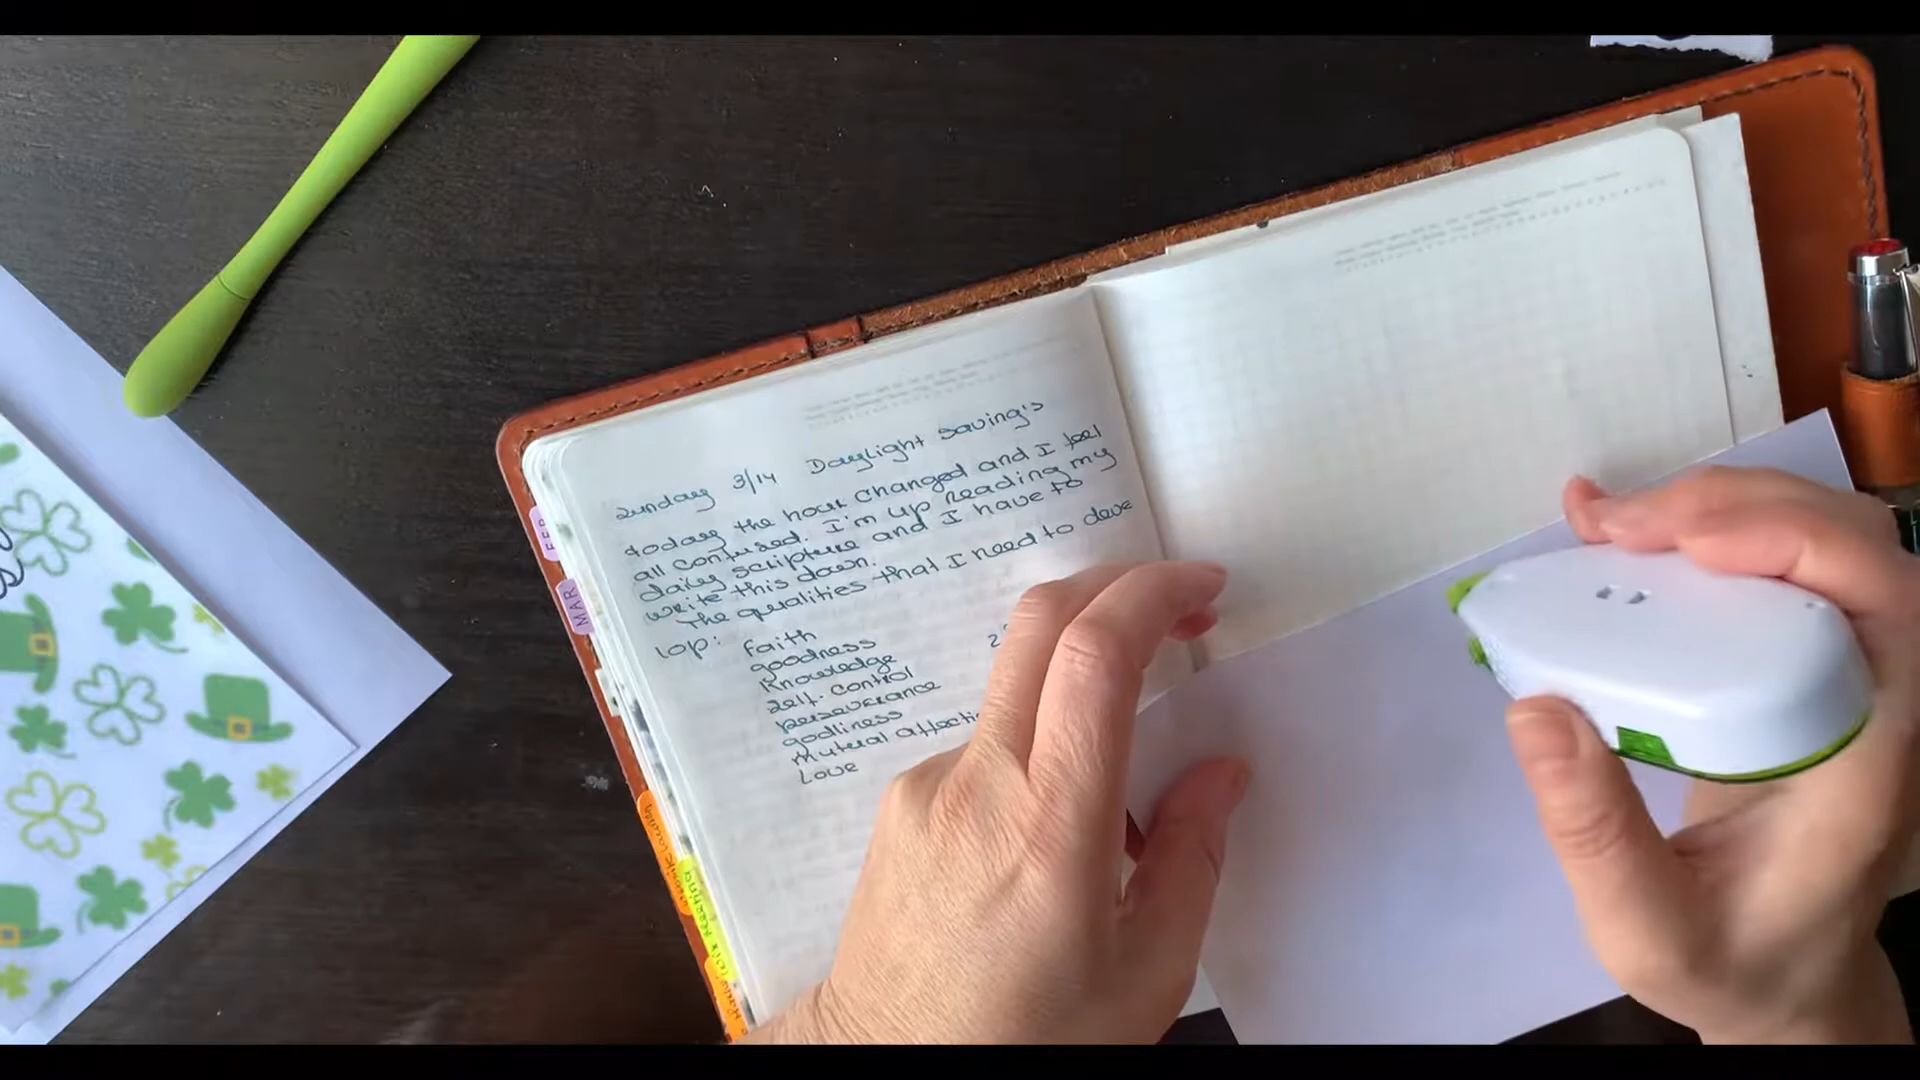 Sunday 3/14 Daylight Saving's
today the hour changed and I feel
all confused. I'm up reading my
daily scripture and I have to
write this down.
The qualities that I need to deve
lop: Faith
goodness
Knowledge
self-control
perseverance
godliness
Muteral affectio
Love
FEB
MAR